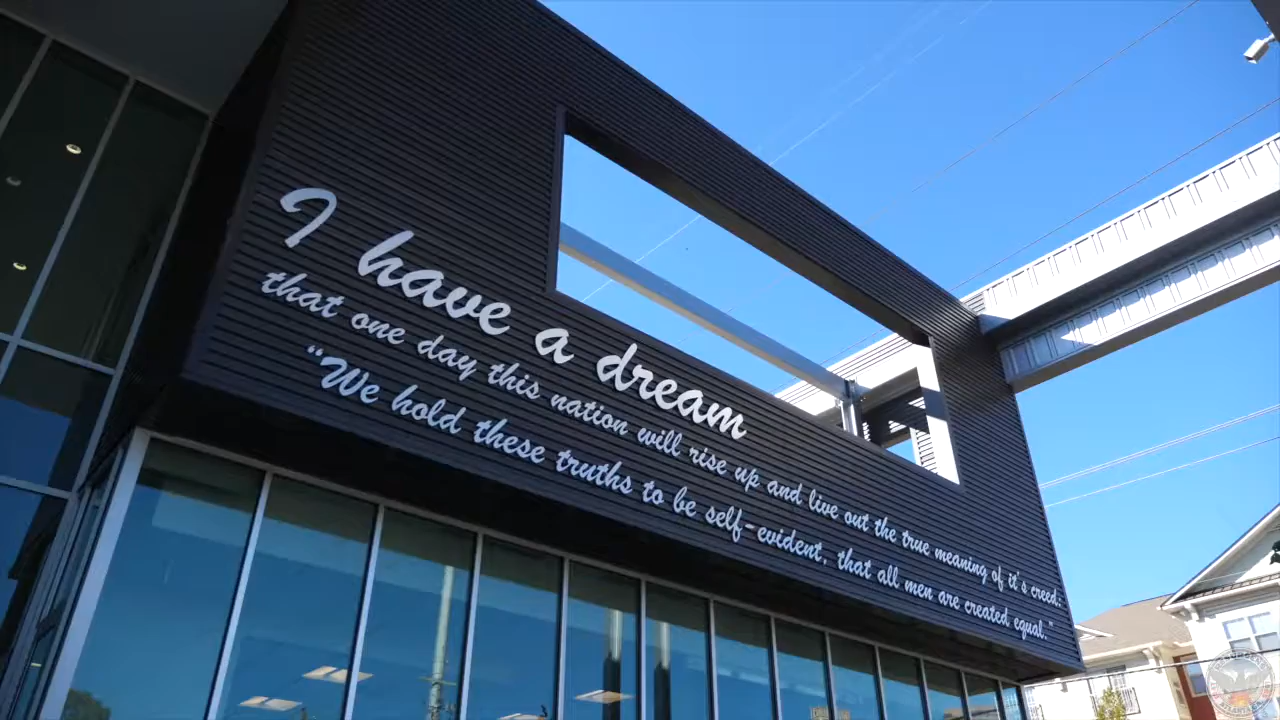 I have a dream
that one day this nation will rise up and live out the true meaning of it's creed:
"We hold these truths to be self-evident, that all men are created equal."